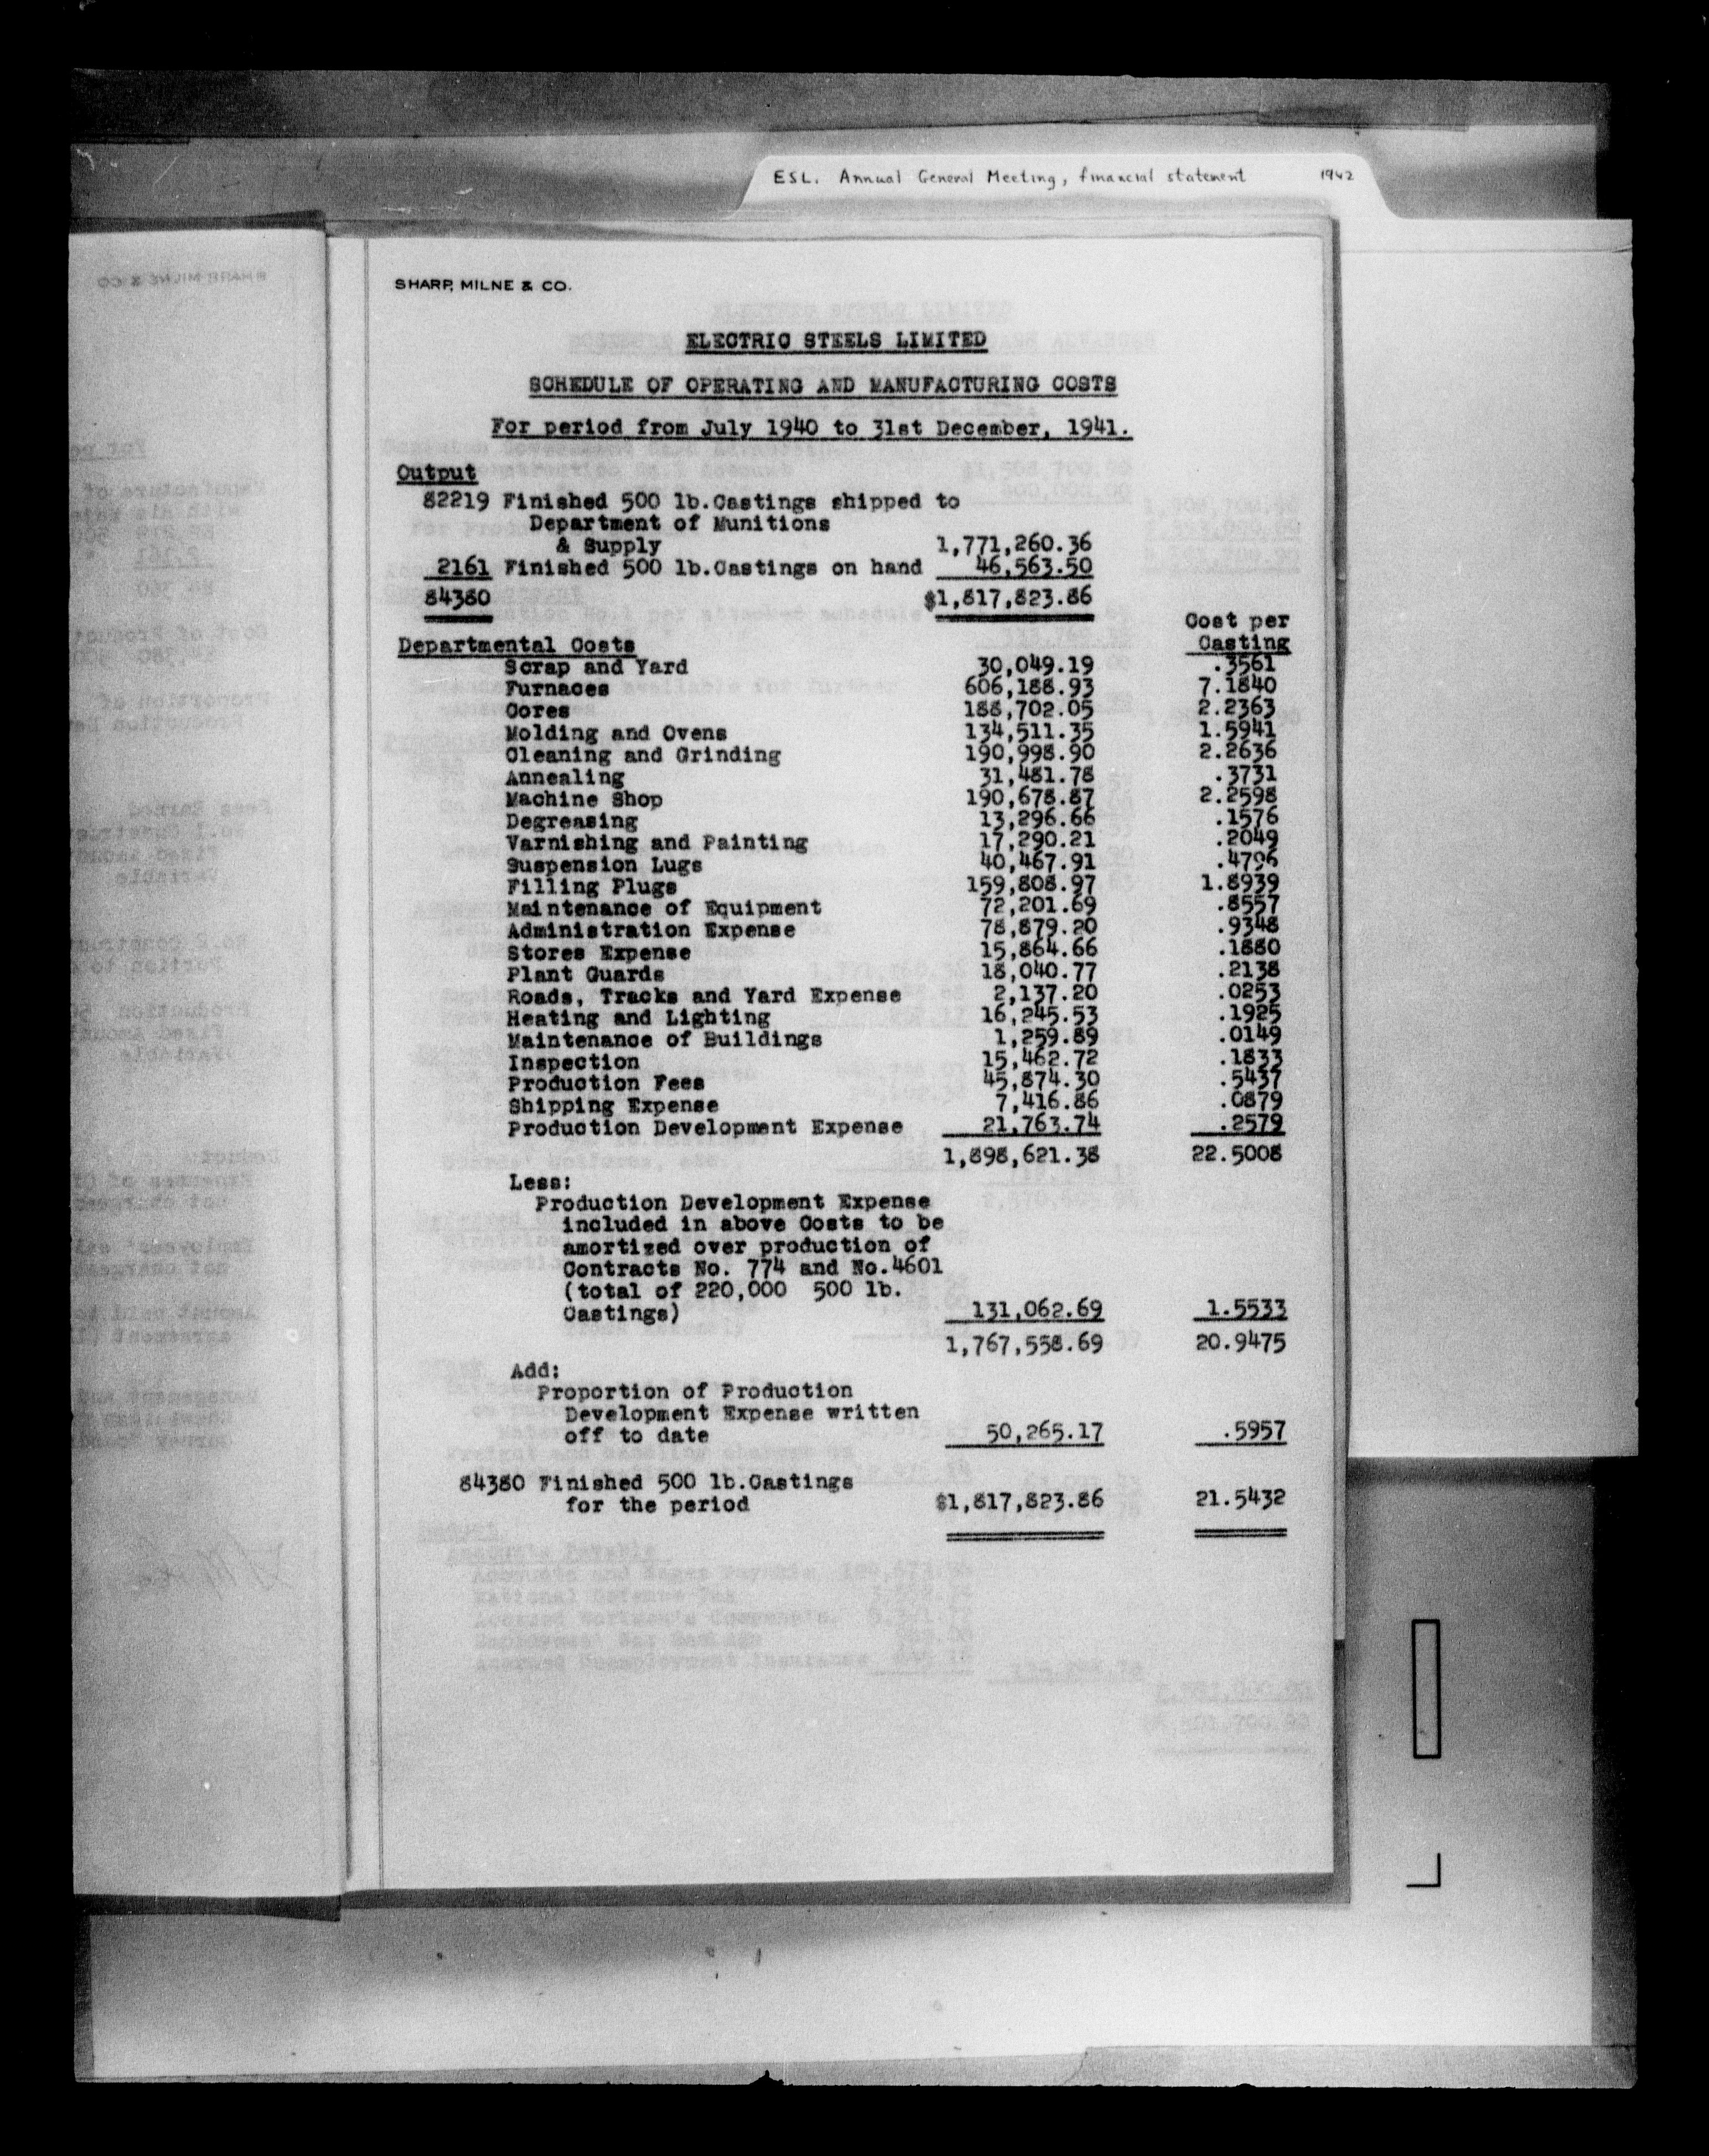 ESL. Annual General Meeting, financial statement 1942
SHARP, MILNE & CO.
ELECTRIC STEELS LIMITED
SCHEDULE OF OPERATING AND MANUFACTURING COSTS
For period from July 1940 to 31st December, 1941.
Output
82219 Finished 500 lb.Castings shipped to
Department of Munitions
& Supply 1,771,260.36
2161 Finished 500 lb.Castings on hand 46,563.50
84380 $1,817,823.86
Cost per
Departmental Costs Casting
Scrap and Yard 30,049.19 .3561
Furnaces 606,188.93 7.1840
Cores 188,702.05 2.2363
Molding and Ovens 134,511.35 1.5941
Cleaning and Grinding 190,998.90 2.2636
Annealing 31,481.78 .3731
Machine Shop 190,678.87 2.2598
Degreasing 13,296.66 .1576
Varnishing and Painting 17,290.21 .2049
Suspension Lugs 40,467.91 .4796
Filling Plugs 159,808.97 1.8939
Maintenance of Equipment 72,201.69 .8557
Administration Expense 78,879.20 .9348
Stores Expense 15,864.66 .1880
Plant Guards 18,040.77 .2138
Roads, Tracks and Yard Expense 2,137.20 .0253
Heating and Lighting 16,245.53 .1925
Maintenance of Buildings 1,259.89 .0149
Inspection 15,462.72 .1833
Production Fees 45,874.30 .5437
Shipping Expense 7,416.86 .0879
Production Development Expense 21,763.74 .2579
1,898,621.38 22.5008
Less:
Production Development Expense
included in above Costs to be
amortized over production of
Contracts No. 774 and No.4601
(total of 220,000 500 lb.
Castings) 131,062.69 1.5533
1,767,558.69 20.9475
Add:
Proportion of Production
Development Expense written
off to date 50,265.17 .5957
84380 Finished 500 lb.Castings
for the period $1,817,823.86 21.5432